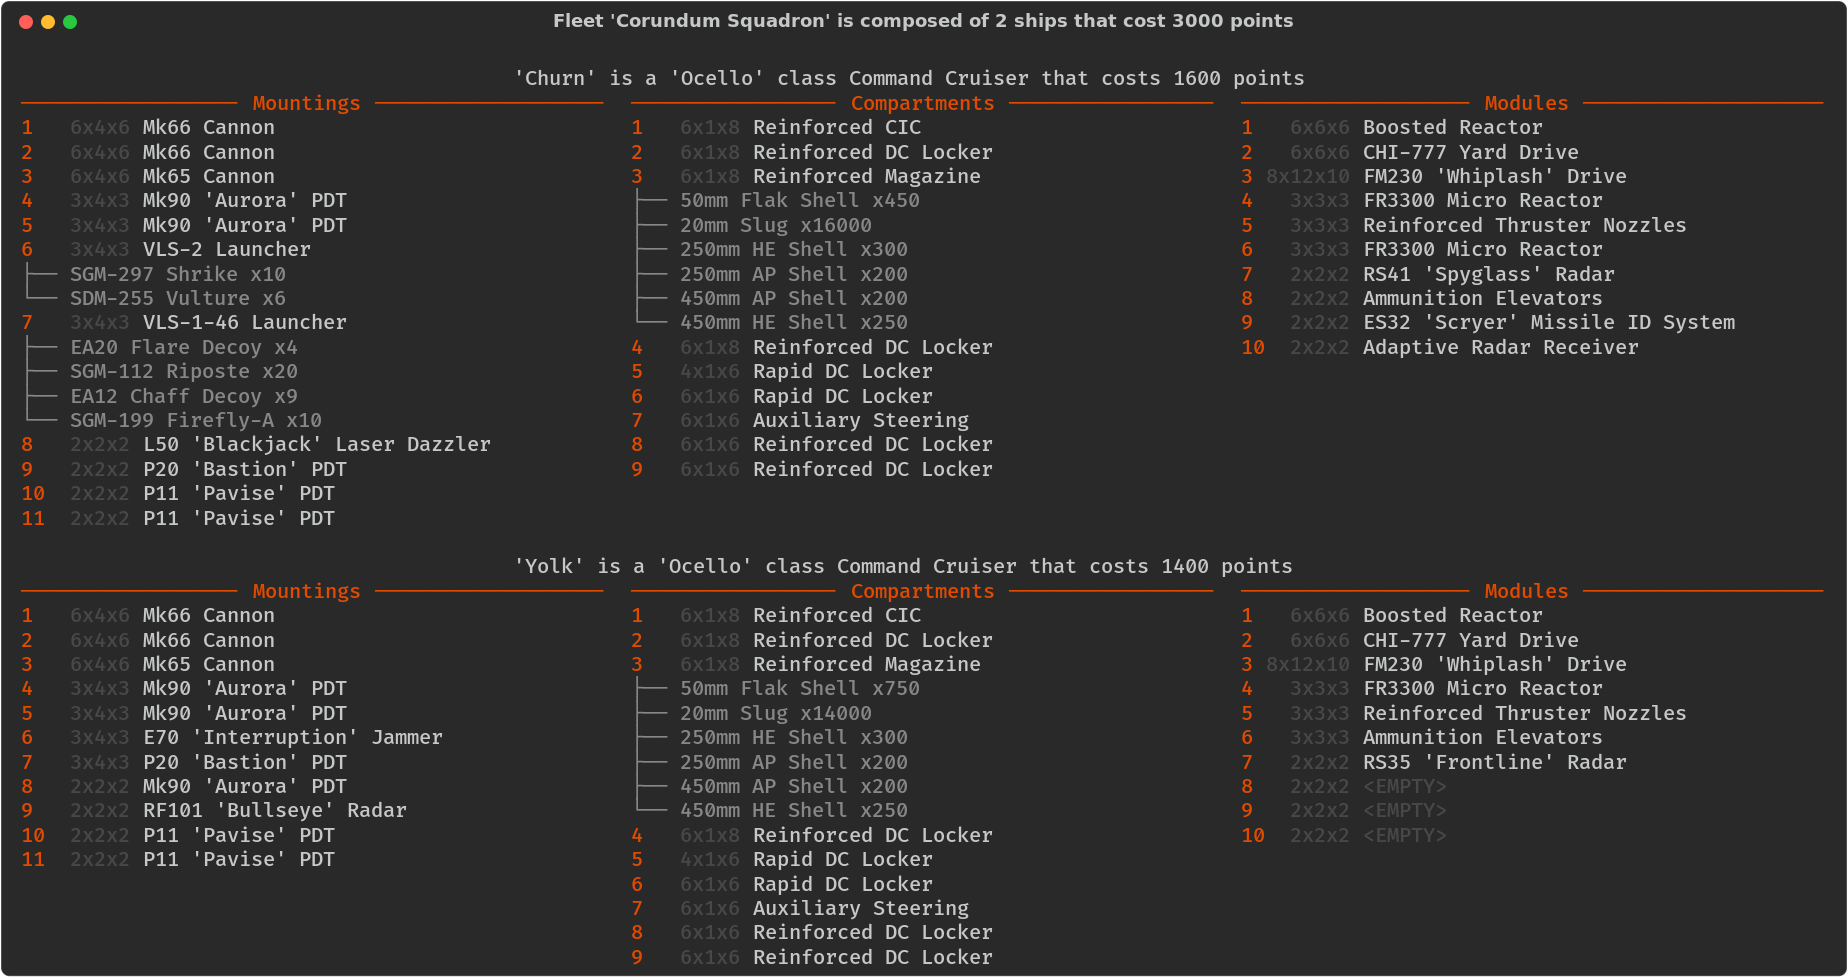 Fleet 'Corundum Squadron' is composed of 2 ships that cost 3000 points
'Churn' is a 'Ocello' class Command Cruiser that costs 1600 points
Mountings
1 6x4x6 Mk66 Cannon
2 6x4x6 Mk66 Cannon
3 6x4x6 Mk65 Cannon
4 3x4x3 Mk90 'Aurora' PDT
5 3x4x3 Mk90 'Aurora' PDT
6 3x4x3 VLS-2 Launcher
SGM-297 Shrike x10
SDM-255 Vulture x6
7 3x4x3 VLS-1-46 Launcher
EA20 Flare Decoy x4
SGM-112 Riposte x20
EA12 Chaff Decoy x9
SGM-199 Firefly-A x10
8 2x2x2 L50 'Blackjack' Laser Dazzler
9 2x2x2 P20 'Bastion' PDT
10 2x2x2 P11 'Pavise' PDT
11 2x2x2 P11 'Pavise' PDT
Compartments
1 6x1x8 Reinforced CIC
2 6x1x8 Reinforced DC Locker
3 6x1x8 Reinforced Magazine
50mm Flak Shell x450
20mm Slug x16000
250mm HE Shell x300
250mm AP Shell x200
450mm AP Shell x200
450mm HE Shell x250
4 6x1x8 Reinforced DC Locker
5 4x1x6 Rapid DC Locker
6 6x1x6 Rapid DC Locker
7 6x1x6 Auxiliary Steering
8 6x1x6 Reinforced DC Locker
9 6x1x6 Reinforced DC Locker
Modules
1 6x6x6 Boosted Reactor
2 6x6x6 CHI-777 Yard Drive
3 8x12x10 FM230 'Whiplash' Drive
4 3x3x3 FR3300 Micro Reactor
5 3x3x3 Reinforced Thruster Nozzles
6 3x3x3 FR3300 Micro Reactor
7 2x2x2 RS41 'Spyglass' Radar
8 2x2x2 Ammunition Elevators
9 2x2x2 ES32 'Scryer' Missile ID System
10 2x2x2 Adaptive Radar Receiver
'Yolk' is a 'Ocello' class Command Cruiser that costs 1400 points
Mountings
1 6x4x6 Mk66 Cannon
2 6x4x6 Mk66 Cannon
3 6x4x6 Mk65 Cannon
4 3x4x3 Mk90 'Aurora' PDT
5 3x4x3 Mk90 'Aurora' PDT
6 3x4x3 E70 'Interruption' Jammer
7 3x4x3 P20 'Bastion' PDT
8 2x2x2 Mk90 'Aurora' PDT
9 2x2x2 RF101 'Bullseye' Radar
10 2x2x2 P11 'Pavise' PDT
11 2x2x2 P11 'Pavise' PDT
Compartments
1 6x1x8 Reinforced CIC
2 6x1x8 Reinforced DC Locker
3 6x1x8 Reinforced Magazine
50mm Flak Shell x750
20mm Slug x14000
250mm HE Shell x300
250mm AP Shell x200
450mm AP Shell x200
450mm HE Shell x250
4 6x1x8 Reinforced DC Locker
5 4x1x6 Rapid DC Locker
6 6x1x6 Rapid DC Locker
7 6x1x6 Auxiliary Steering
8 6x1x6 Reinforced DC Locker
9 6x1x6 Reinforced DC Locker
Modules
1 6x6x6 Boosted Reactor
2 6x6x6 CHI-777 Yard Drive
3 8x12x10 FM230 'Whiplash' Drive
4 3x3x3 FR3300 Micro Reactor
5 3x3x3 Reinforced Thruster Nozzles
6 3x3x3 Ammunition Elevators
7 2x2x2 RS35 'Frontline' Radar
8 2x2x2 <EMPTY>
9 2x2x2 <EMPTY>
10 2x2x2 <EMPTY>